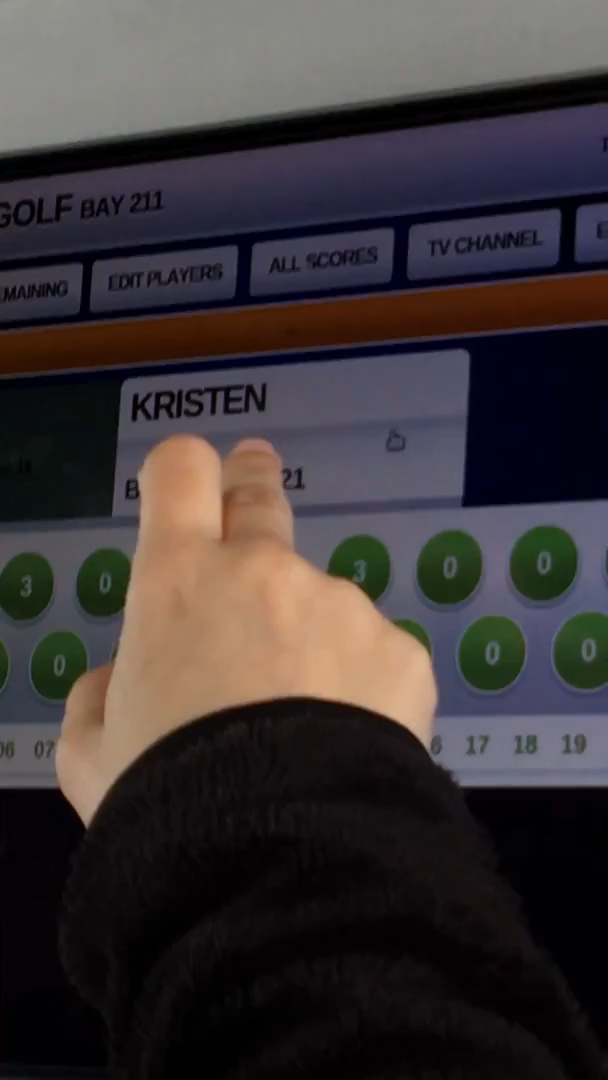 GOLF BAY 211
EDIT PLAYERS ALL SCORES TV CHANNEL
KRISTEN
21
3 0 3 0 0
0 0 0
06 07 17 18 19